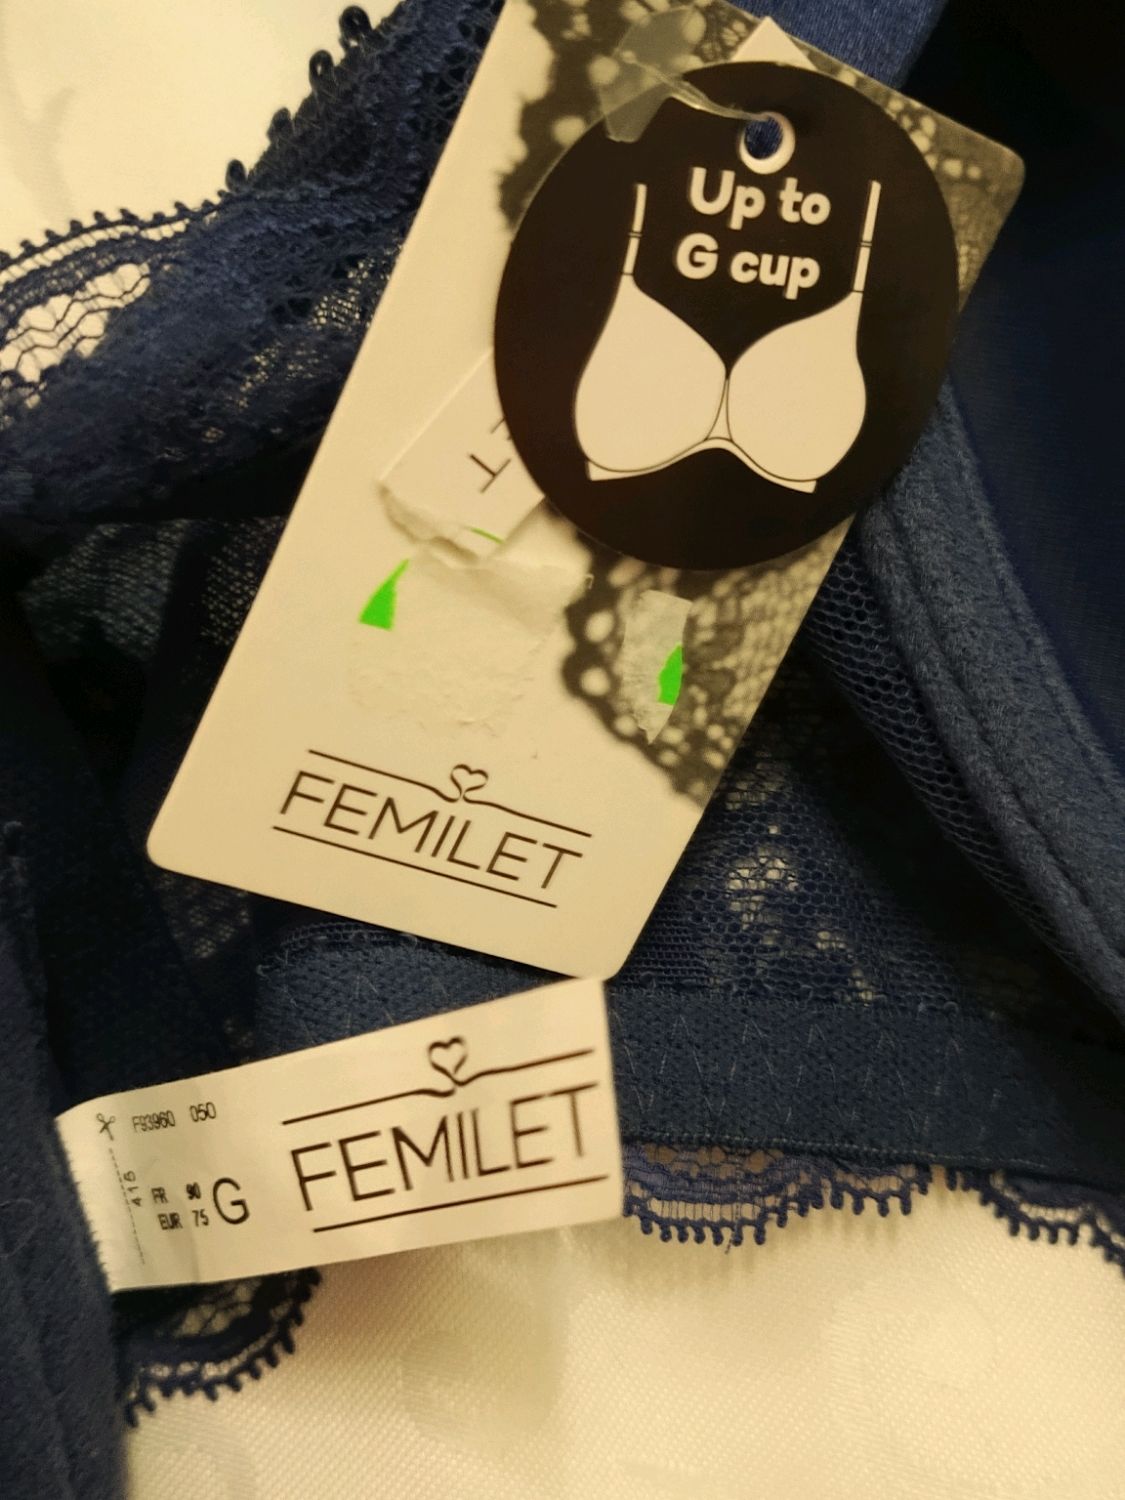 Up to
G cup
FEMILET
F93960 050
416
FR 90
EUR 75
G
FEMILET